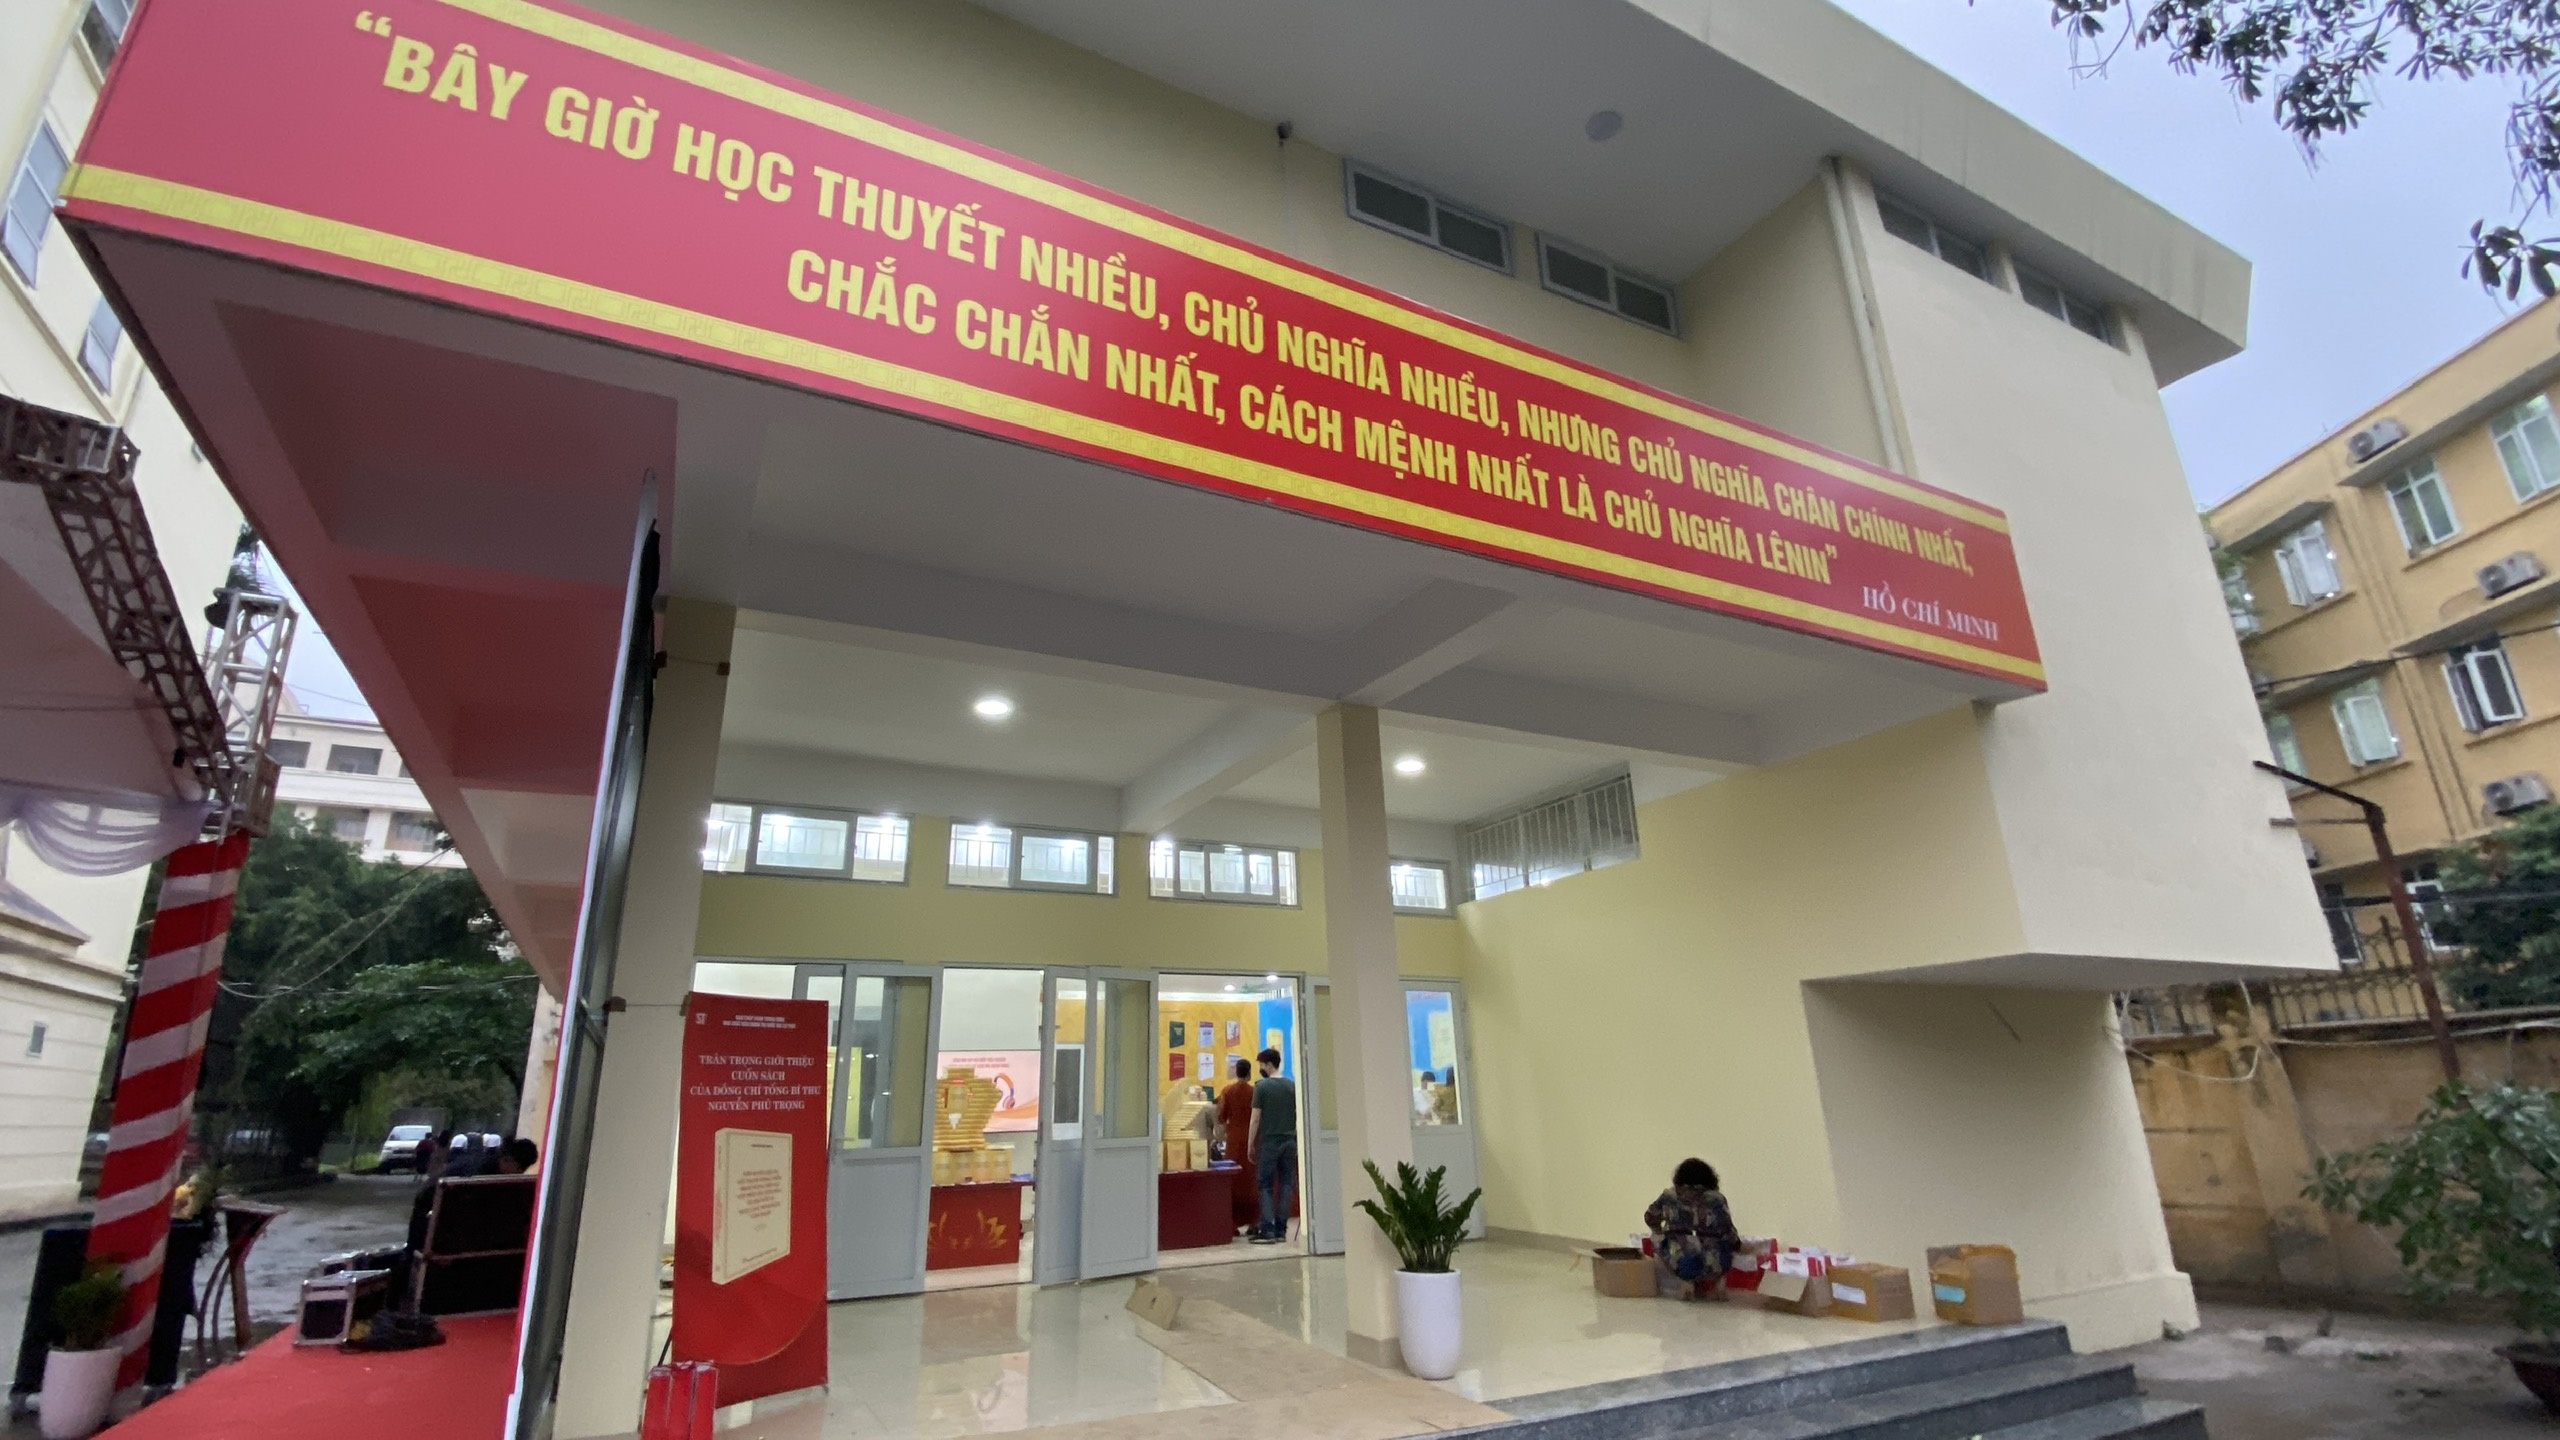 “BÂY GIỜ HỌC THUYẾT NHIỀU, CHỦ NGHĨA NHIỀU, NHƯNG CHỦ NGHĨA CHÂN CHÍNH NHẤT,
CHẮC CHẮN NHẤT, CÁCH MỆNH NHẤT LÀ CHỦ NGHĨA LÊNIN”
HỒ CHÍ MINH
ST
TRÂN TRỌNG GIỚI THIỆU
CUỐN SÁCH
CỦA ĐỒNG CHÍ TỔNG BÍ THƯ
NGUYỄN PHÚ TRỌNG